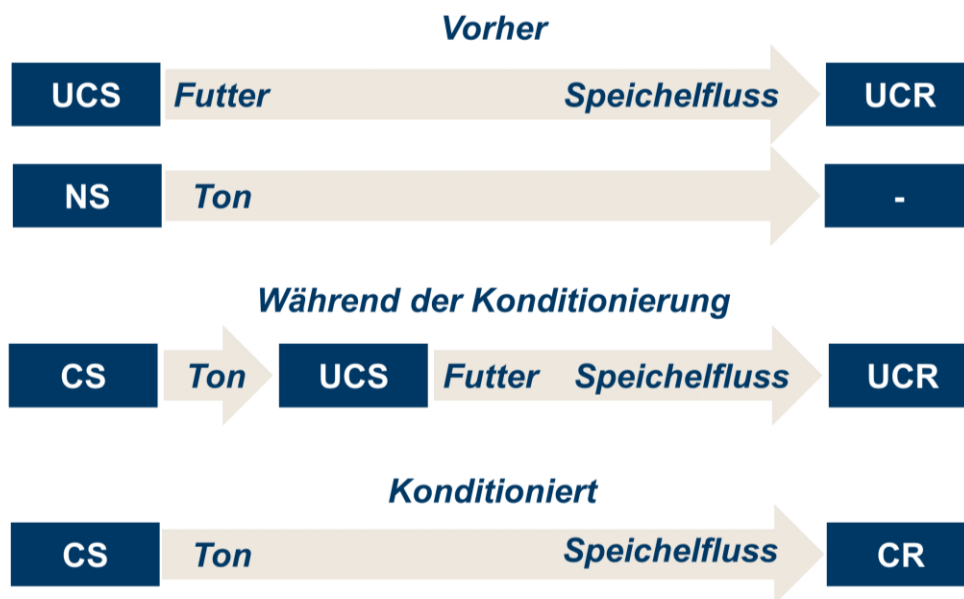 Vorher
UCS Futter Speichelfluss UCR
NS Ton -
Während der Konditionierung
CS Ton UCS Futter Speichelfluss UCR
Konditioniert
CS Ton Speichelfluss CR